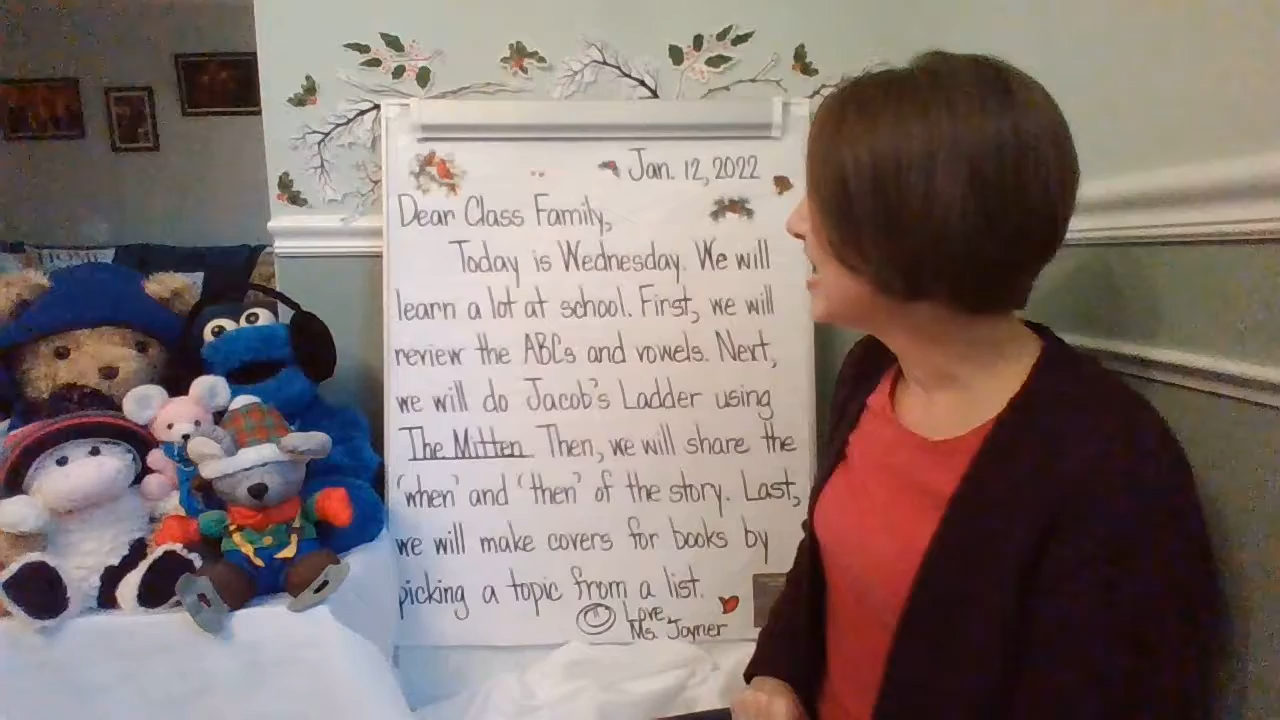 HOME
Jan. 12, 2022
Dear Class Family,
Today is Wednesday. We will
learn a lot at school. First, we will
review the ABCs and vowels. Next,
we will do Jacob's Ladder using
The Mitten. Then, we will share the
'when' and 'then' of the story. Last,
we will make covers for books by
picking a topic from a list.
Love,
Ms. Joyner